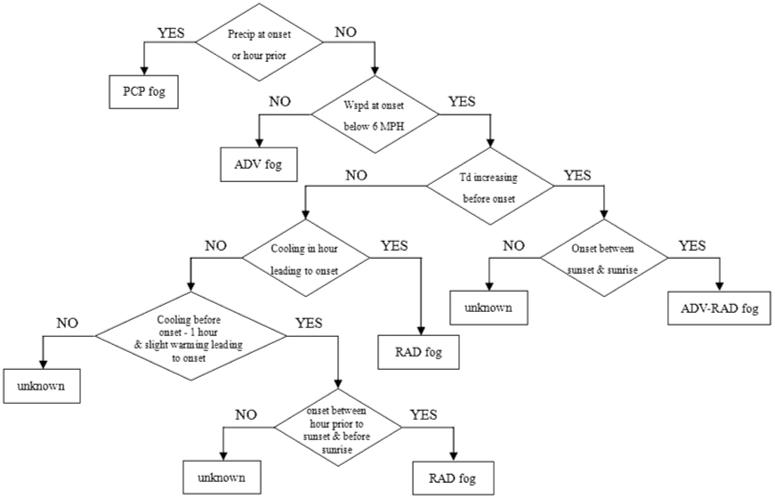 YES
Precip at onset
or hour prior
NO
PCP fog
NO
Wspd at onset
below 6 MPH
YES
ADV fog
NO
Td increasing
before onset
YES
NO
Cooling in hour
leading to onset
YES
NO
Onset between
sunset & sunrise
YES
unknown
ADV-RAD fog
NO
Cooling before
onset - 1 hour
& slight warming leading
to onset
YES
RAD fog
unknown
NO
onset between
hour prior to
sunset & before
sunrise
YES
unknown
RAD fog